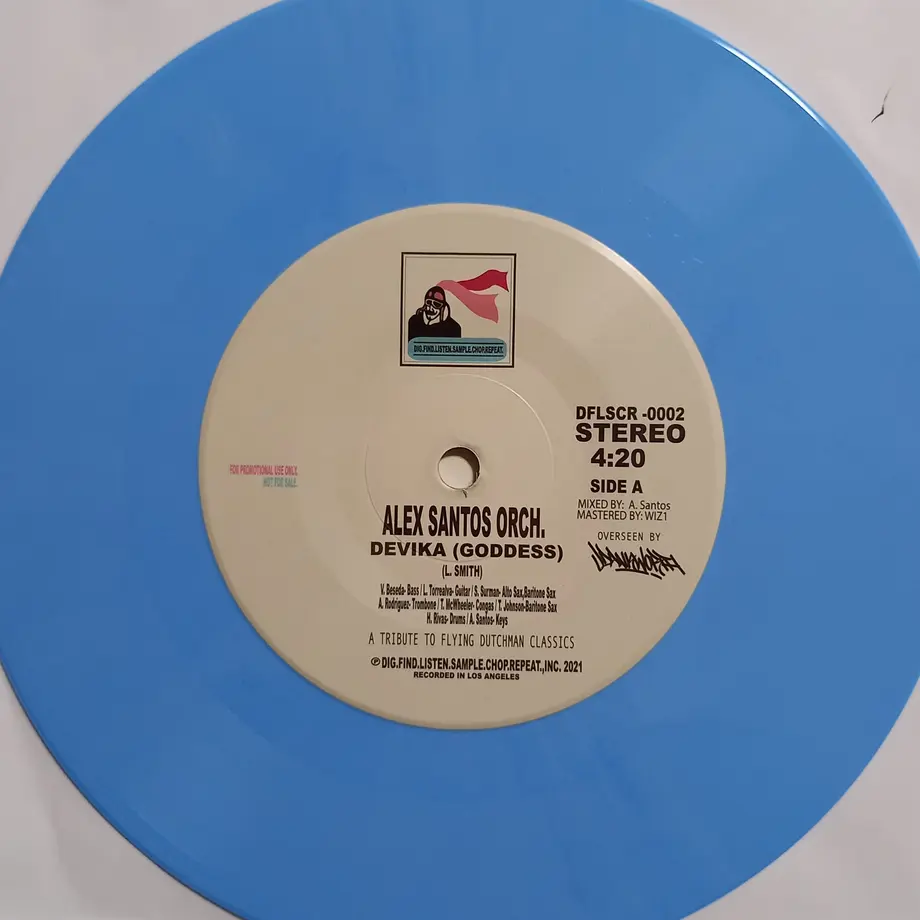 DIG.FIND.LISTEN.SAMPLE.CHOP.REPEAT.
DFLSCR -0002
STEREO
4:20
SIDE A
MIXED BY: A. Santos
MASTERED BY: WIZ1
OVERSEEN BY
FOR PROMOTIONAL USE ONLY.
NOT FOR SALE.
ALEX SANTOS ORCH.
DEVIKA (GODDESS)
(L. SMITH)
V. Beseda- Bass / L. Torrealva- Guitar / S. Surman- Alto Sax,Baritone Sax
A. Rodriguez- Trombone / T. McWheeler- Congas / T. Johnson-Baritone Sax
H. Rivas- Drums / A. Santos- Keys
A TRIBUTE TO FLYING DUTCHMAN CLASSICS
℗ DIG.FIND.LISTEN.SAMPLE.CHOP.REPEAT.,INC. 2021
RECORDED IN LOS ANGELES